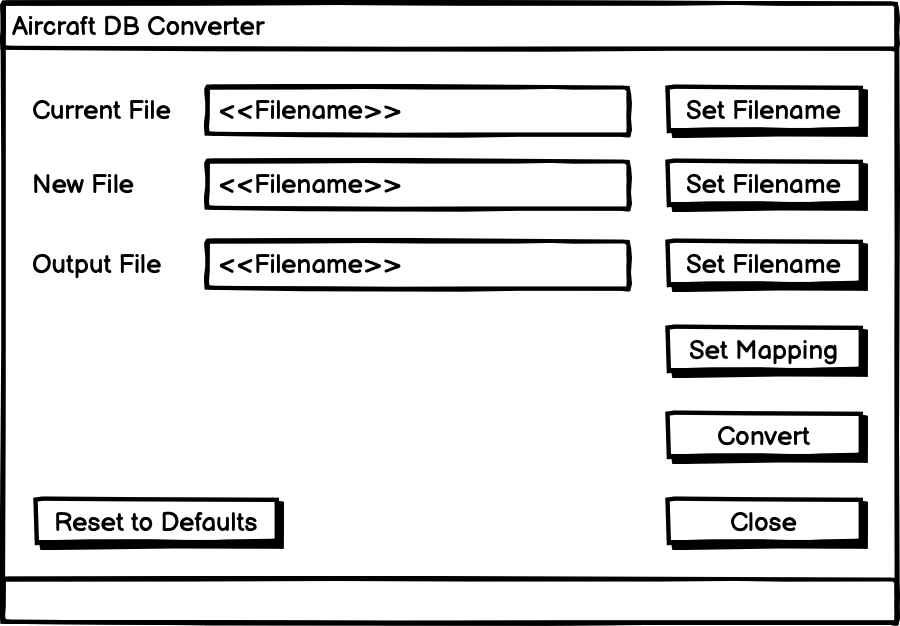 Aircraft DB Converter
Current File <<Filename>> Set Filename
New File <<Filename>> Set Filename
Output File <<Filename>> Set Filename
Set Mapping
Convert
Reset to Defaults Close